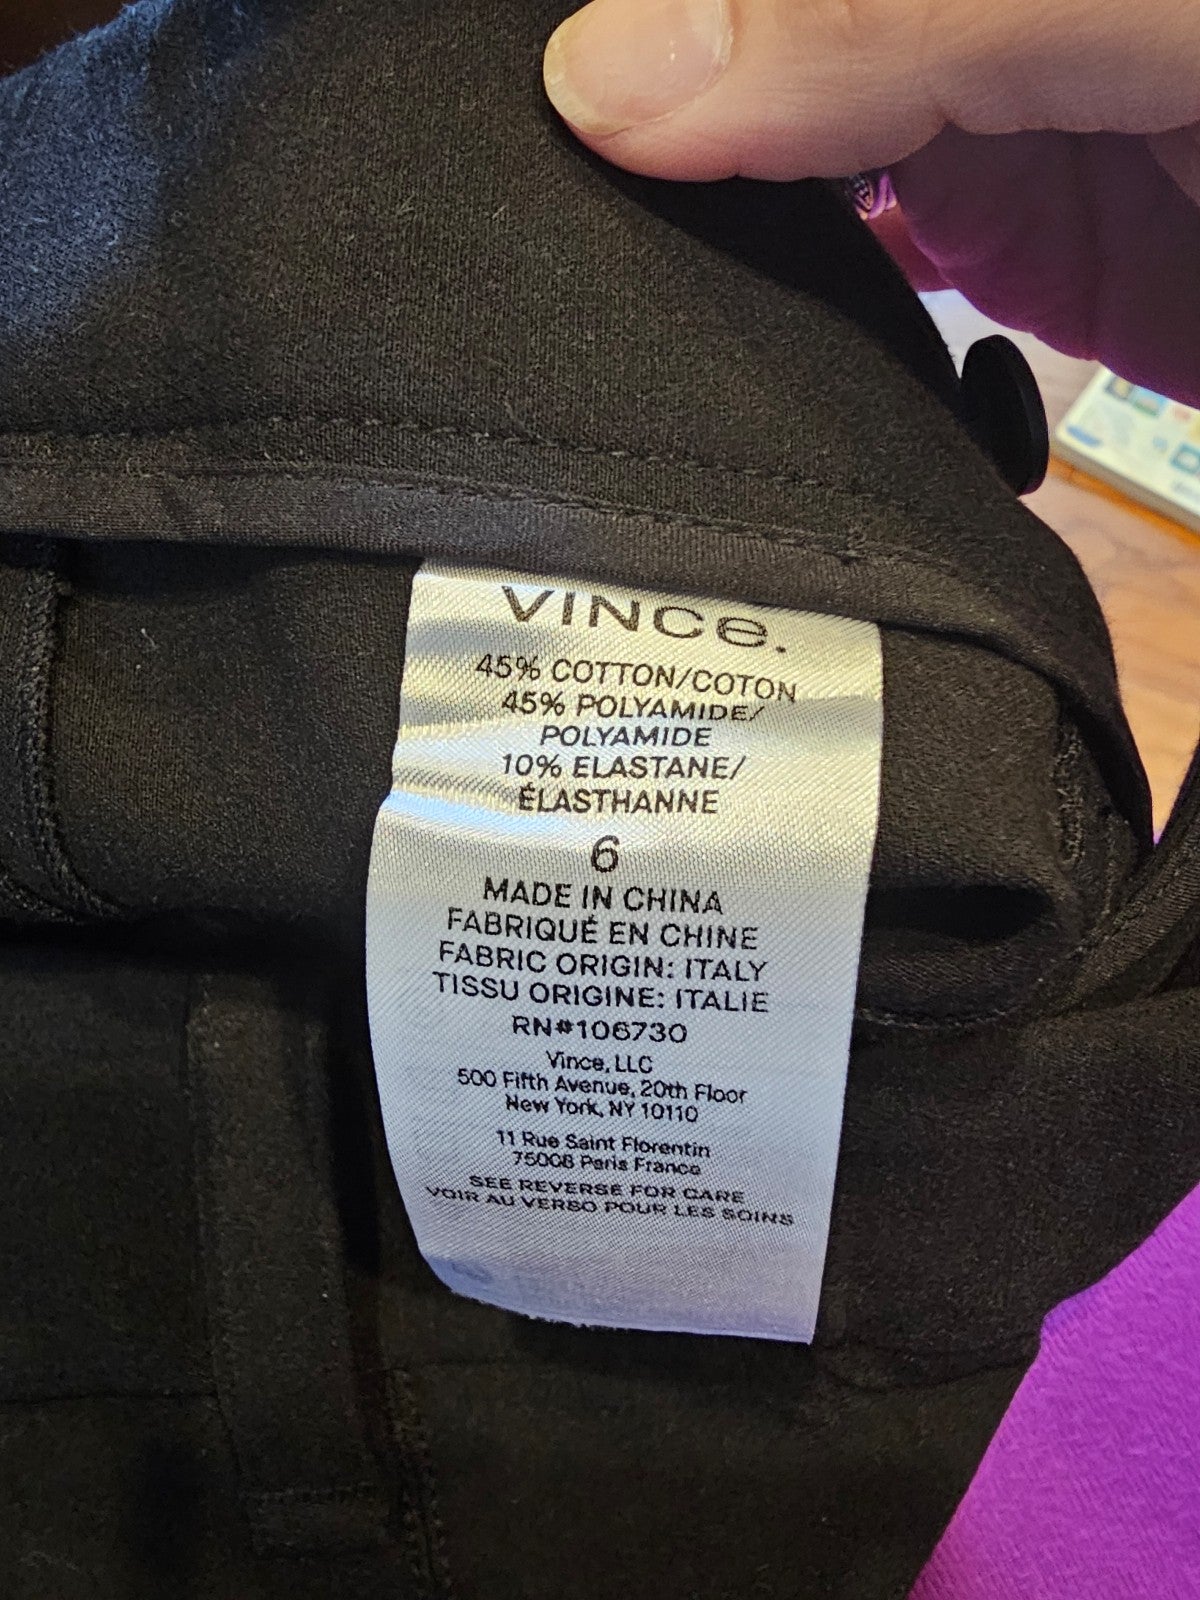 VINCe.
45% COTTON/COTON
45% POLYAMIDE/
POLYAMIDE
10% ELASTANE/
ÉLASTHANNE
6
MADE IN CHINA
FABRIQUÉ EN CHINE
FABRIC ORIGIN: ITALY
TISSU ORIGINE: ITALIE
RN#106730
Vince, LLC
500 Fifth Avenue, 20th Floor
New York, NY 10110
11 Rue Saint Florentin
75008 Paris France
SEE REVERSE FOR CARE
VOIR AU VERSO POUR LES SOINS